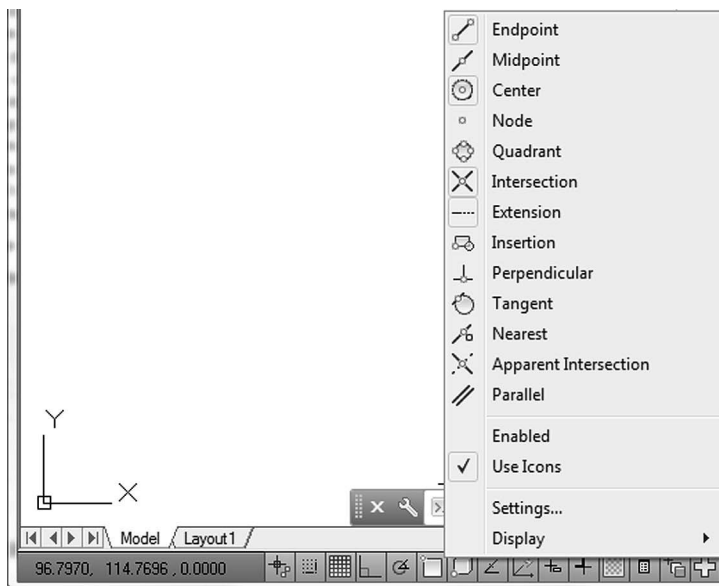 Endpoint
Midpoint
Center
Node
Quadrant
Intersection
Extension
Insertion
Perpendicular
Tangent
Nearest
Apparent Intersection
Parallel
Enabled
Use Icons
Settings...
Display
Y
X
Model Layout1
96.7970, 114.7696 , 0.0000